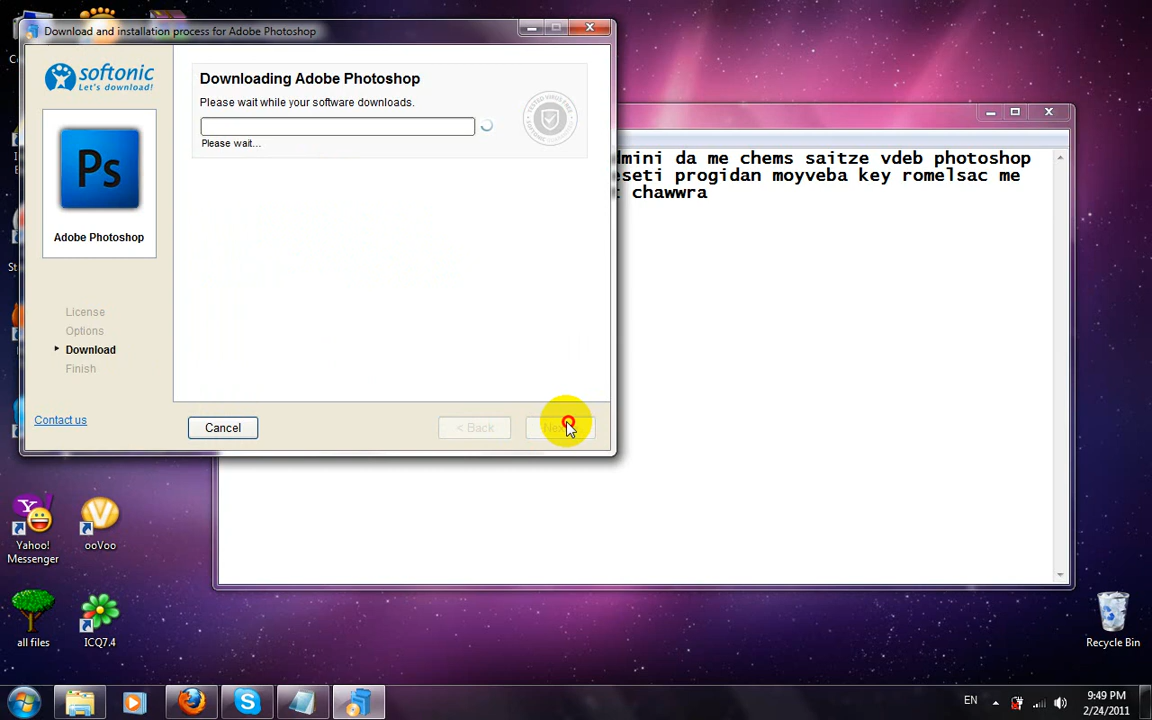 Download and installation process for Adobe Photoshop
softonic
Let's download!
Ps
Adobe Photoshop
License
Options
Download
Finish
Contact us
Downloading Adobe Photoshop
Please wait while your software downloads.
Please wait...
Cancel
< Back
dmini da me chems saitze vdeb photoshop
eseti progidan moyveba key romelsac me
chawwra
Yahoo!
Messenger
ooVoo
all files
ICQ7.4
Recycle Bin
EN
9:49 PM
2/24/2011